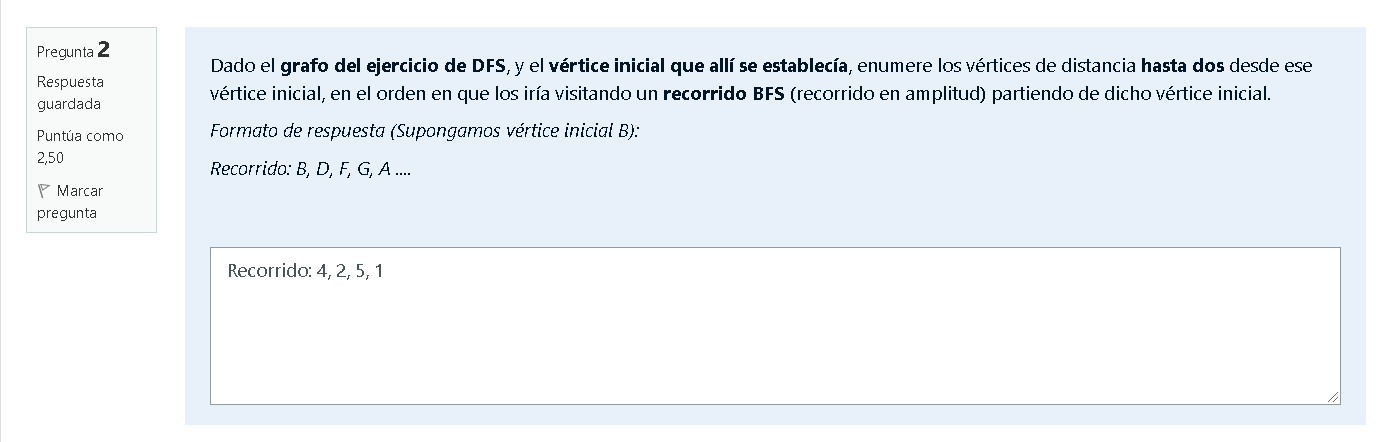 Pregunta 2
Respuesta
guardada
Puntúa como
2,50
Marcar
pregunta
Dado el grafo del ejercicio de DFS, y el vértice inicial que allí se establecía, enumere los vértices de distancia hasta dos desde ese
vértice inicial, en el orden en que los iría visitando un recorrido BFS (recorrido en amplitud) partiendo de dicho vértice inicial.
Formato de respuesta (Supongamos vértice inicial B):
Recorrido: B, D, F, G, A ....
Recorrido: 4, 2, 5, 1